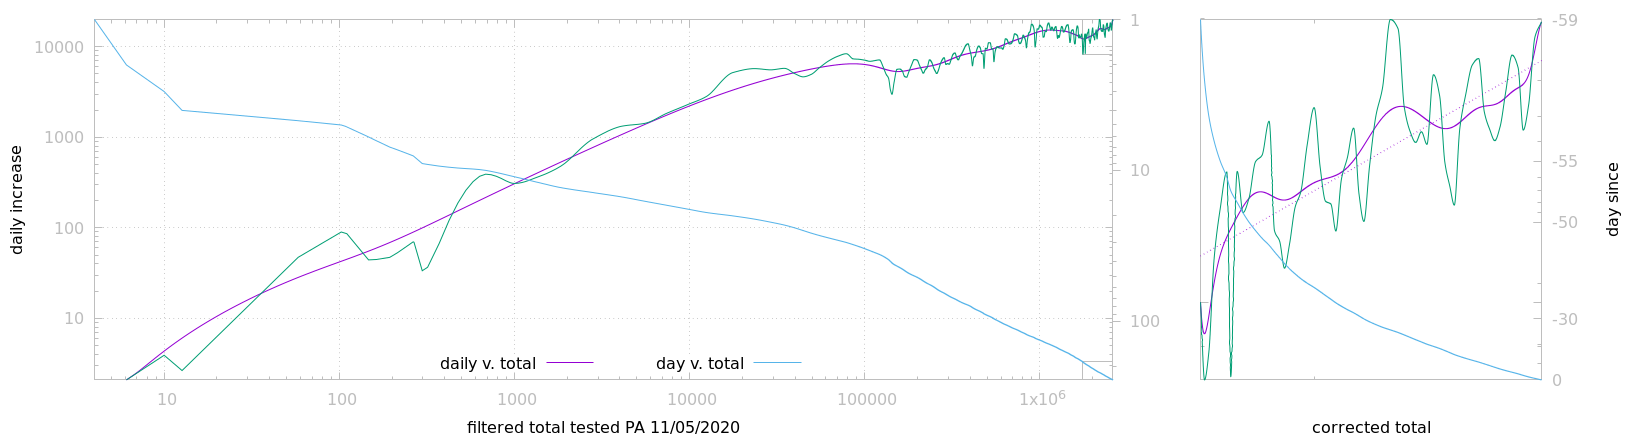 10000
1000
100
10
daily increase
10
100
1000
10000
100000
1x10⁶
filtered total tested PA 11/05/2020
daily v. total
day v. total
1
10
100
-59
-55
-50
-30
0
day since
corrected total